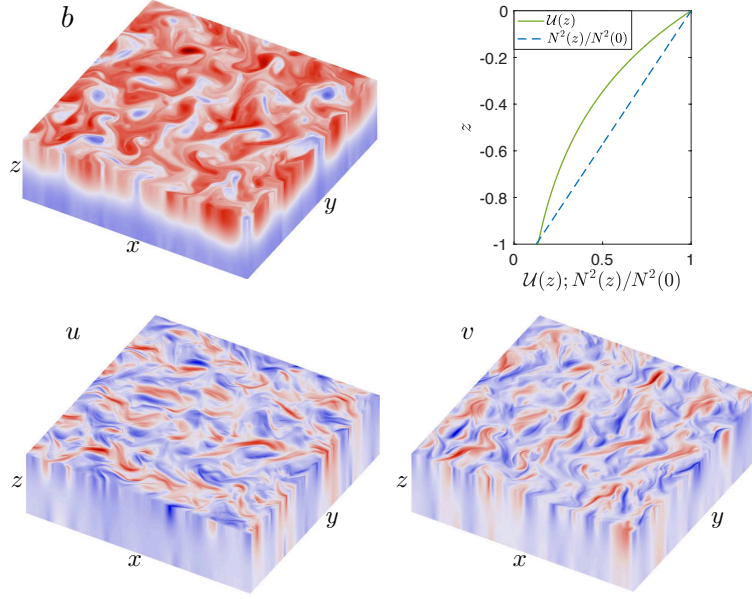 b
z
x
y
𝒰(z)
N²(z)/N²(0)
0
-0.2
-0.4
-0.6
-0.8
-1
z
0
0.5
1
𝒰(z); N²(z)/N²(0)
u
z
x
y
v
z
x
y